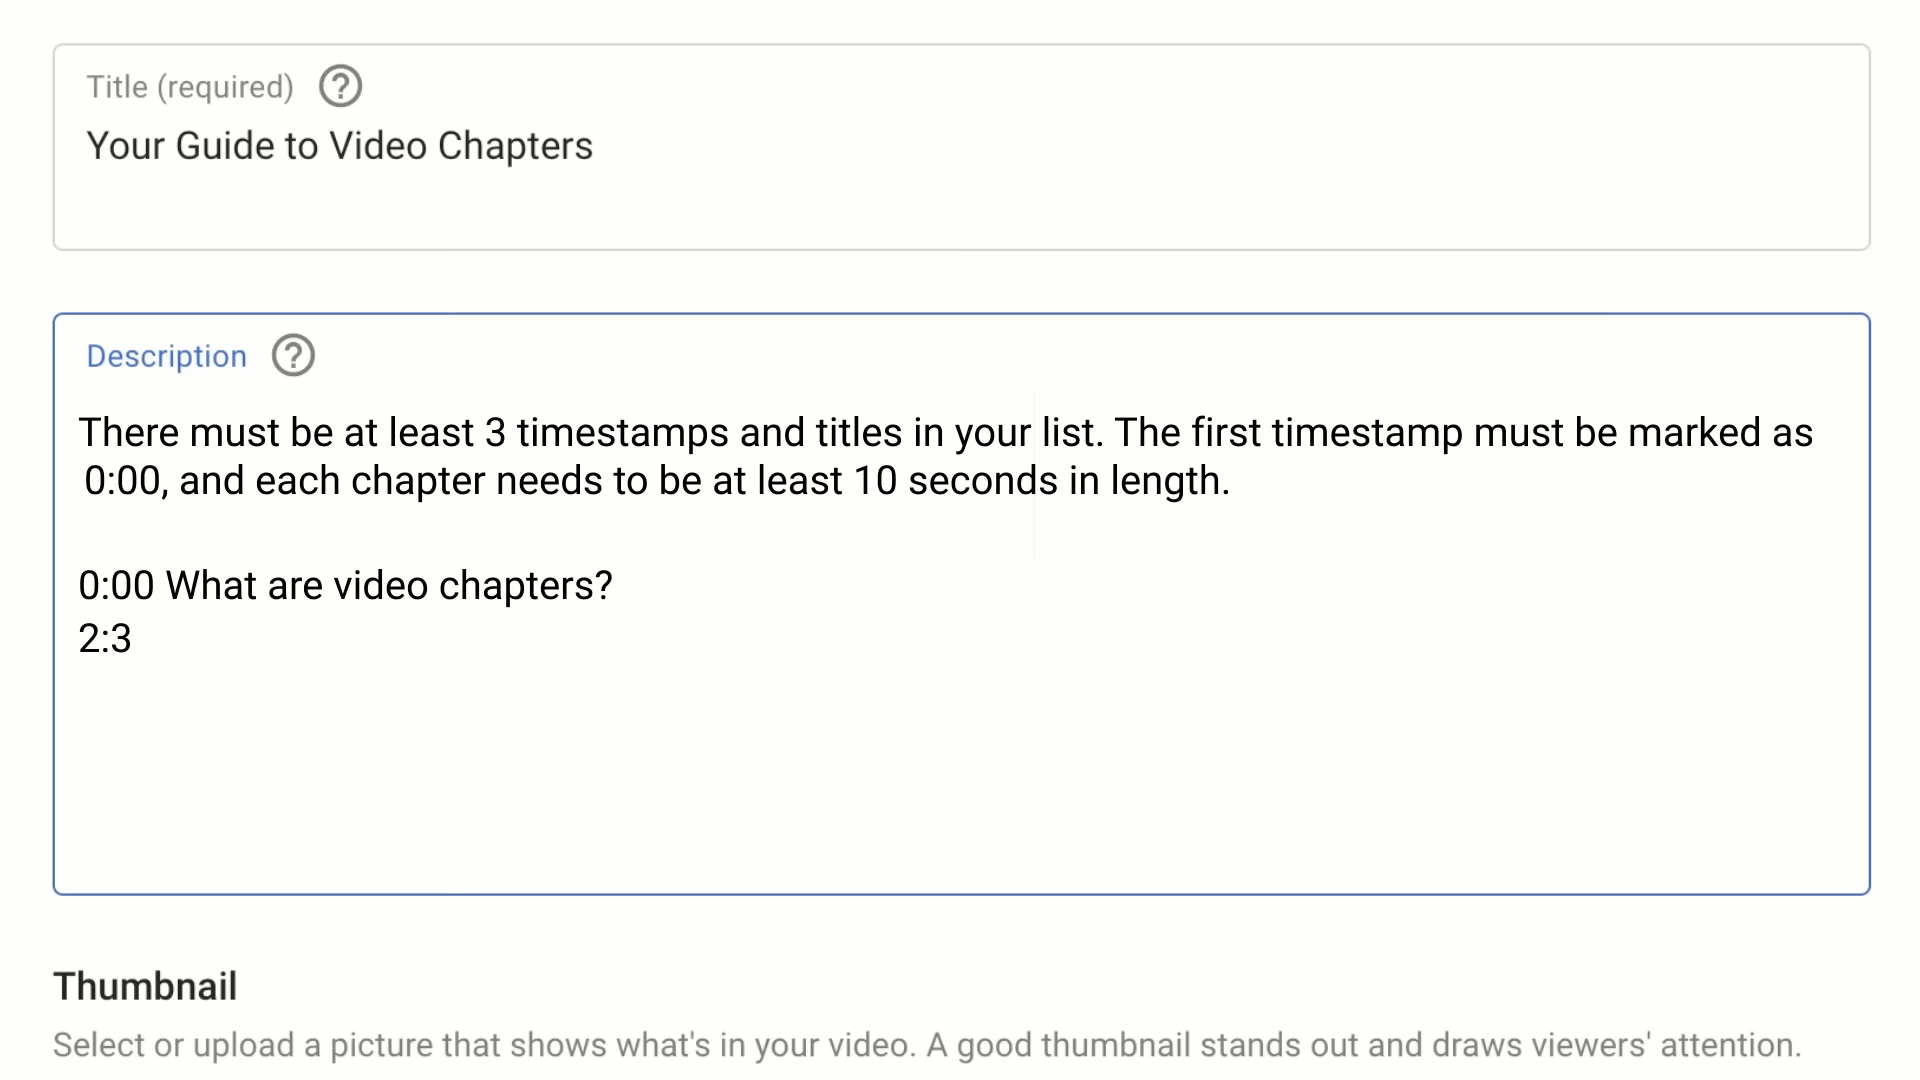 Title (required)
Your Guide to Video Chapters
Description
There must be at least 3 timestamps and titles in your list. The first timestamp must be marked as
0:00, and each chapter needs to be at least 10 seconds in length.
0:00 What are video chapters?
2:3
Thumbnail
Select or upload a picture that shows what's in your video. A good thumbnail stands out and draws viewers' attention.